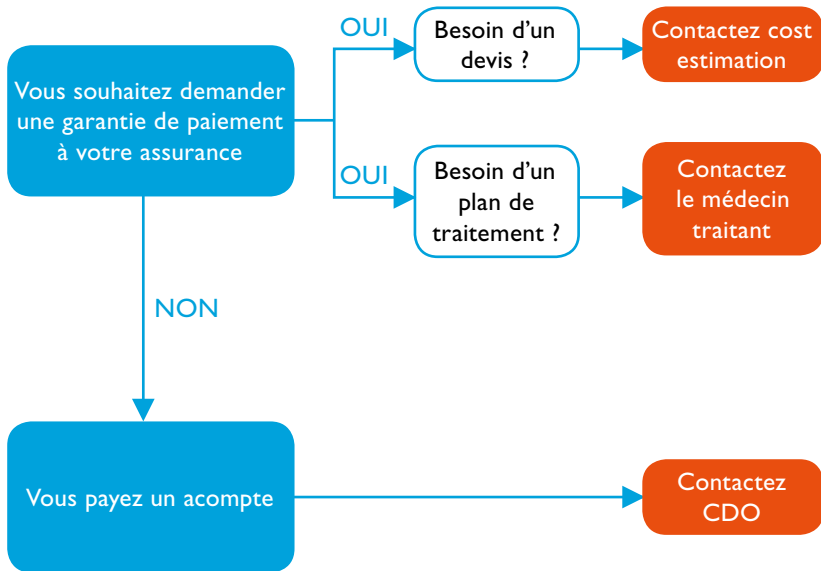 Vous souhaitez demander
une garantie de paiement
à votre assurance
OUI
Besoin d'un
devis ?
Contactez cost
estimation
OUI
Besoin d'un
plan de
traitement ?
Contactez
le médecin
traitant
NON
Vous payez un acompte
Contactez
CDO